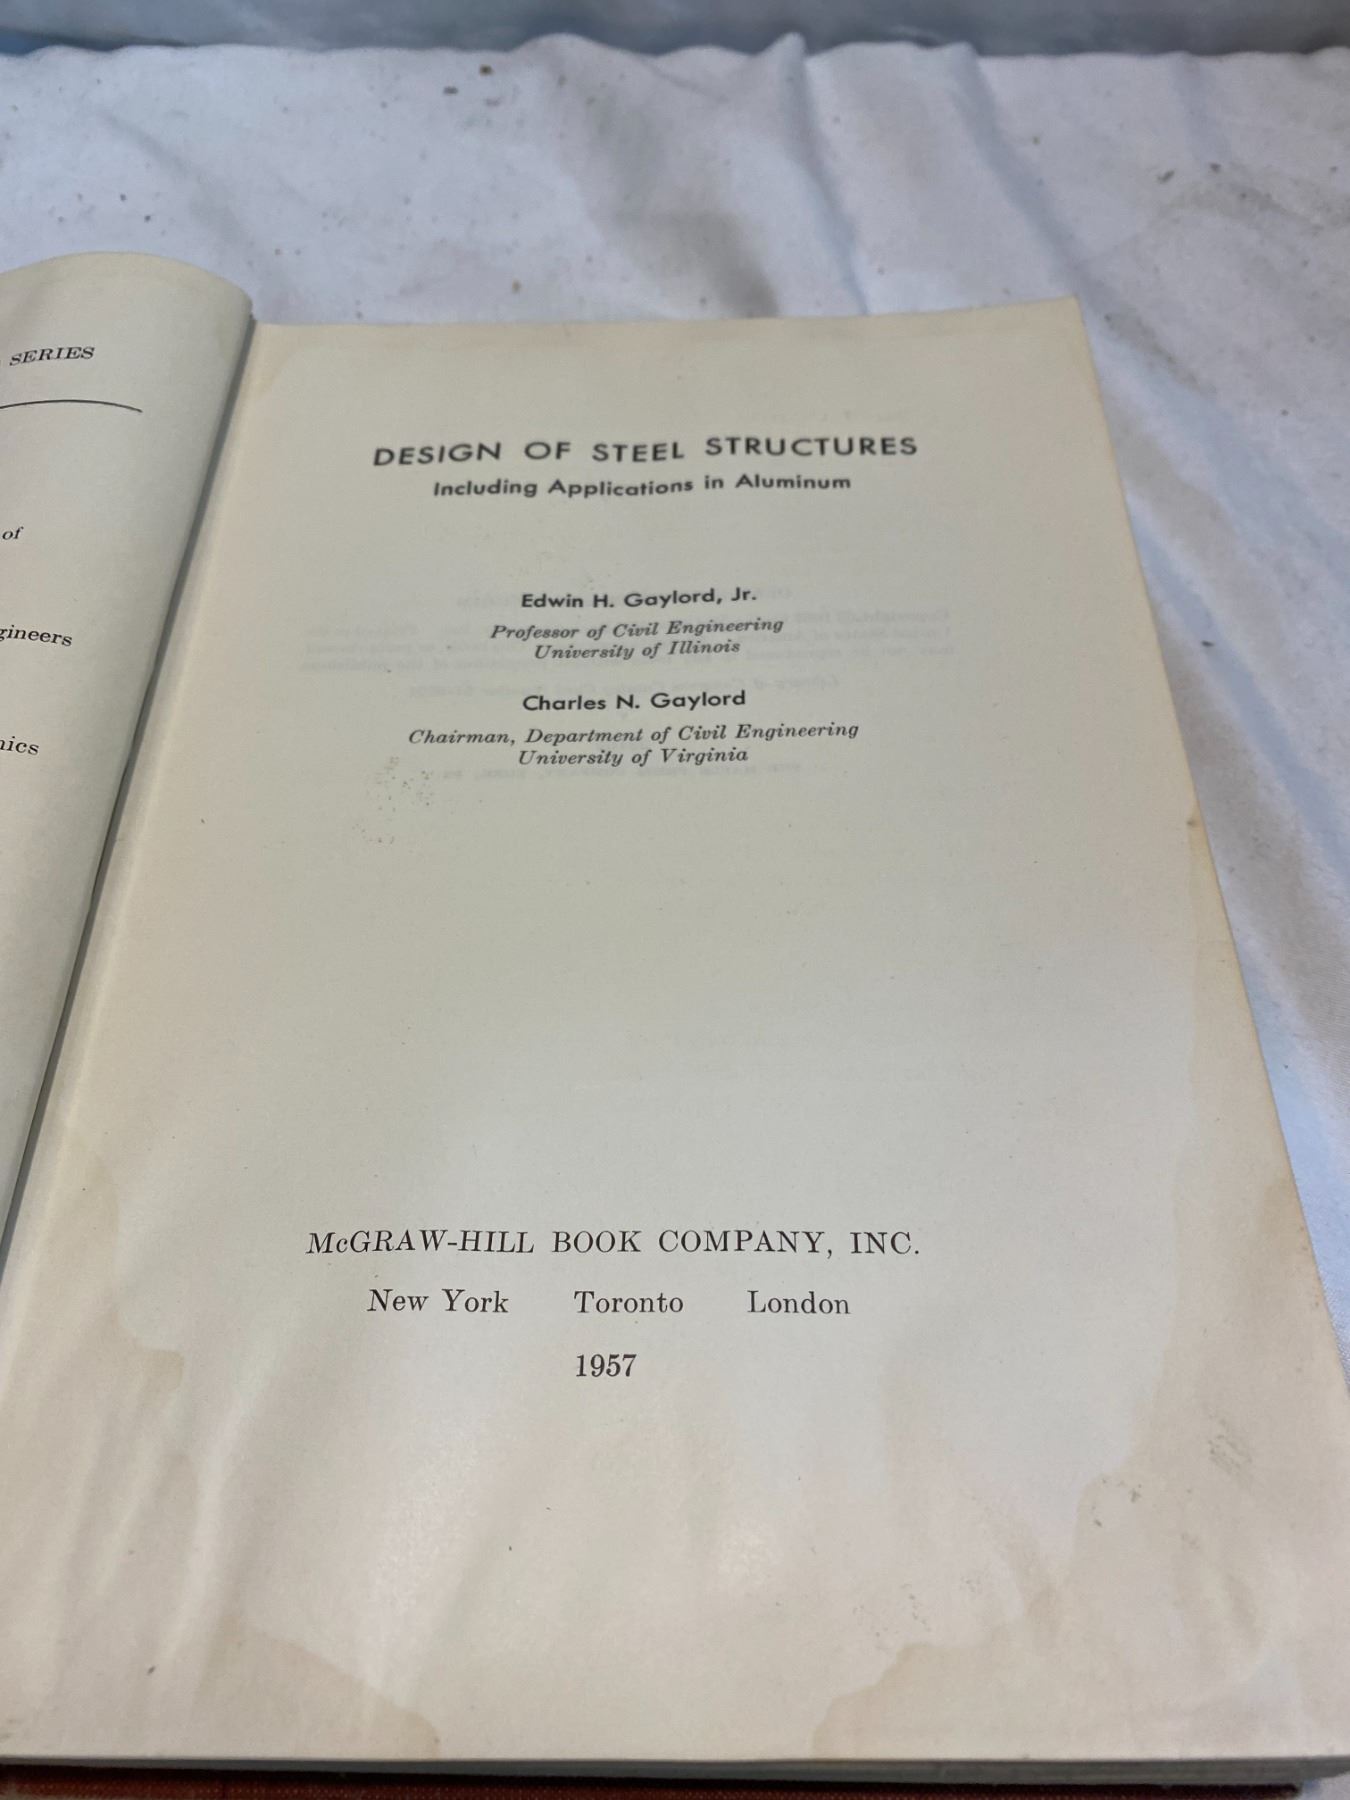 SERIES
of
gineers
nics
DESIGN OF STEEL STRUCTURES
Including Applications in Aluminum
Edwin H. Gaylord, Jr.
Professor of Civil Engineering
University of Illinois
Charles N. Gaylord
Chairman, Department of Civil Engineering
University of Virginia
McGRAW-HILL BOOK COMPANY, INC.
New York Toronto London
1957